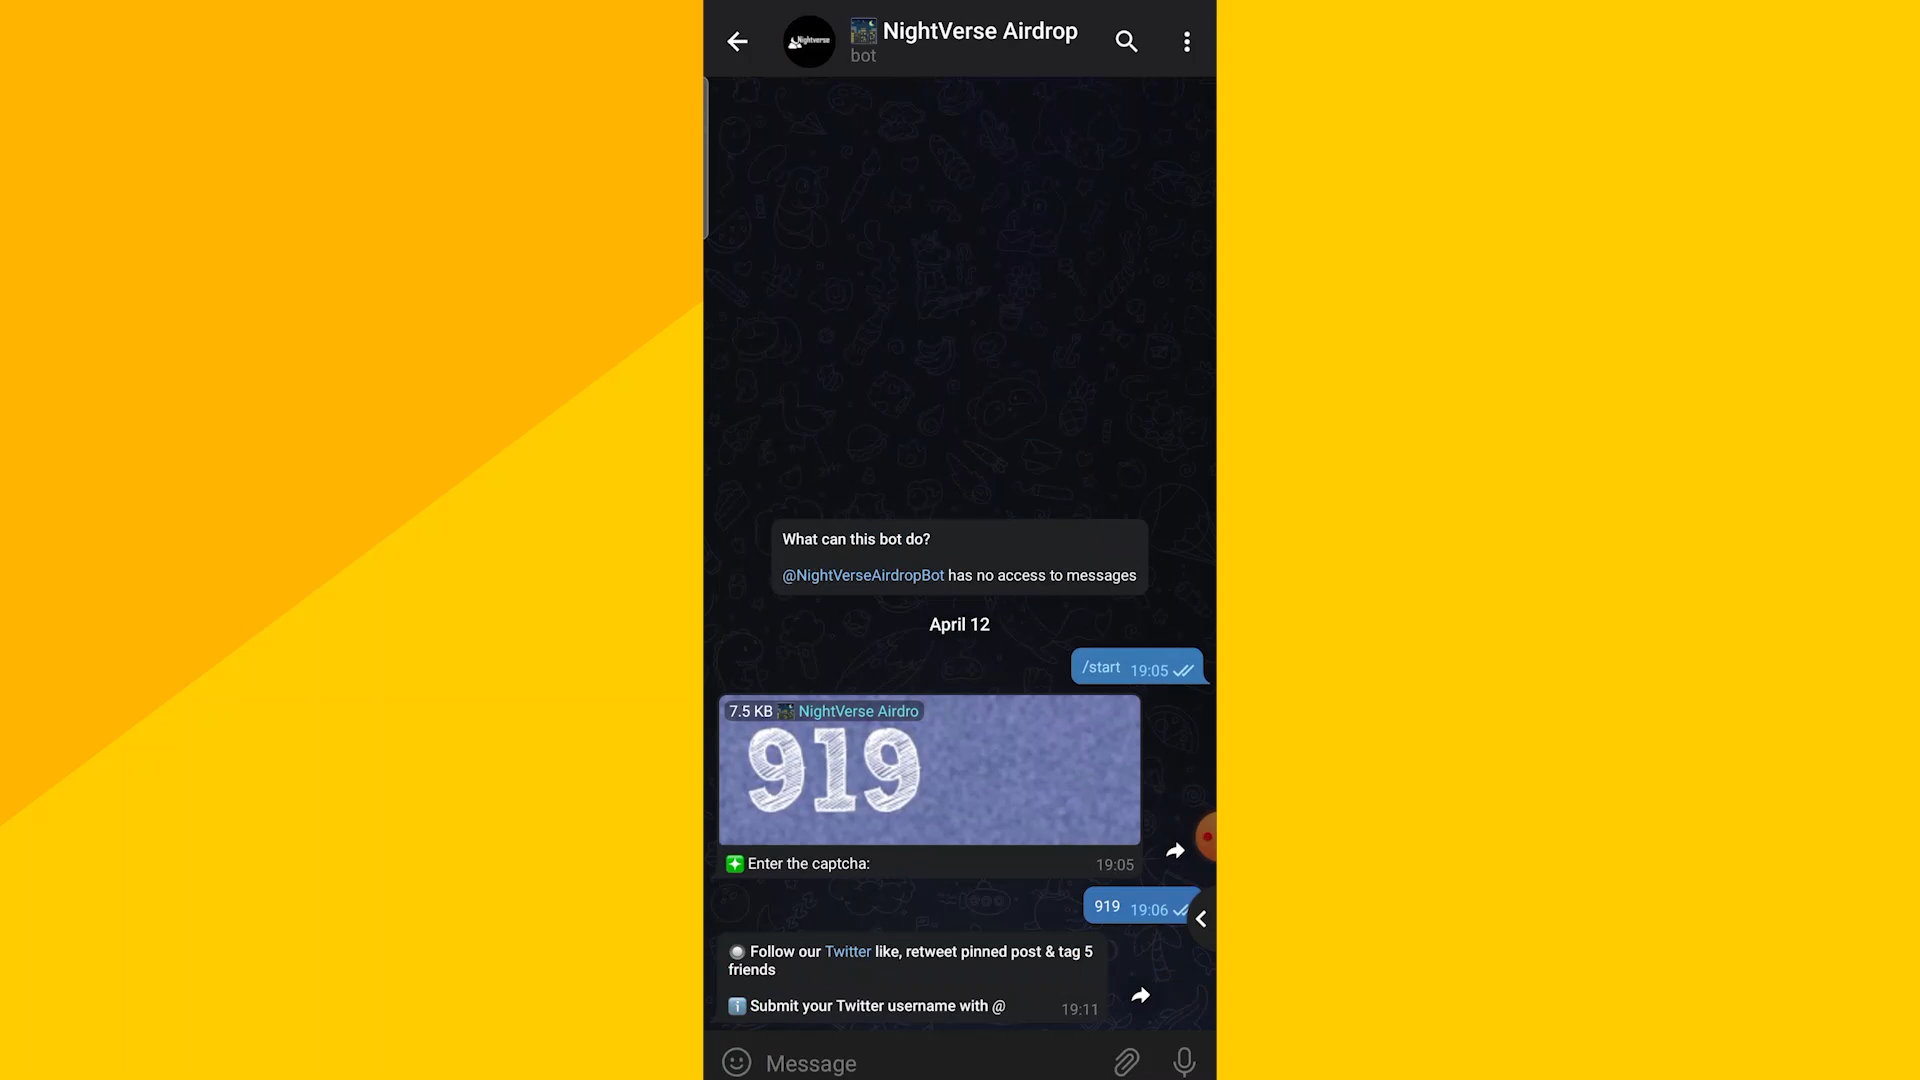 Nightverse
NightVerse Airdrop
bot
What can this bot do?
@NightVerseAirdropBot has no access to messages
April 12
/start 19:05
7.5 KB NightVerse Airdro
919
Enter the captcha: 19:05
919 19:06
Follow our Twitter like, retweet pinned post & tag 5
friends
Submit your Twitter username with @ 19:11
Message